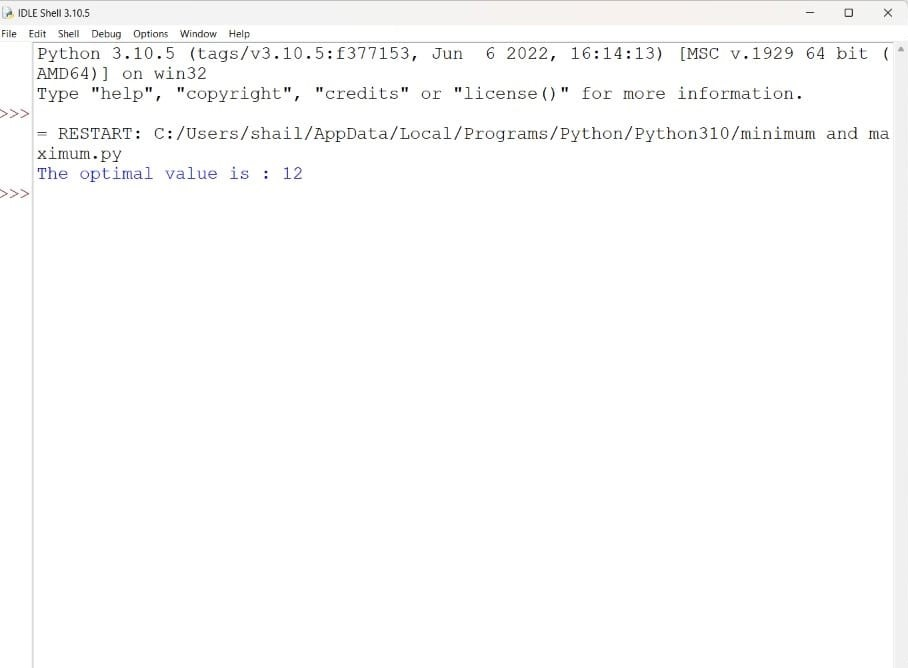 IDLE Shell 3.10.5
File Edit Shell Debug Options Window Help
Python 3.10.5 (tags/v3.10.5:f377153, Jun  6 2022, 16:14:13) [MSC v.1929 64 bit (
AMD64)] on win32
Type "help", "copyright", "credits" or "license()" for more information.
>>>
= RESTART: C:/Users/shail/AppData/Local/Programs/Python/Python310/minimum and ma
ximum.py
The optimal value is : 12
>>>